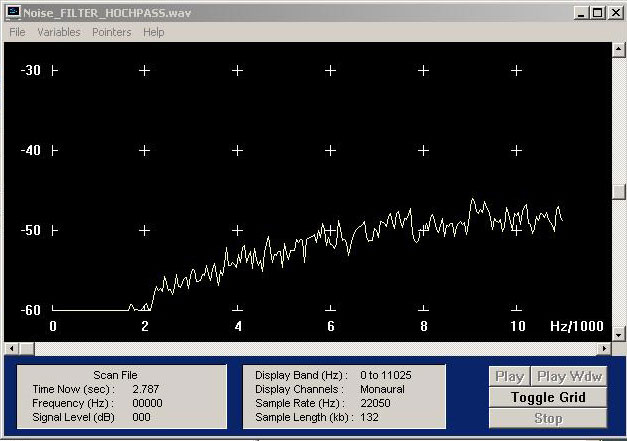 Noise_FILTER_HOCHPASS.wav
File Variables Pointers Help
-30
-40
-50
-60
0 2 4 6 8 10 Hz/1000
Scan File
Time Now (sec) : 2.787
Frequency (Hz) : 00000
Signal Level (dB) 000
Display Band (Hz) : 0 to 11025
Display Channels : Monaural
Sample Rate (Hz) : 22050
Sample Length (kb) : 132
Play Play Wdw
Toggle Grid
Stop